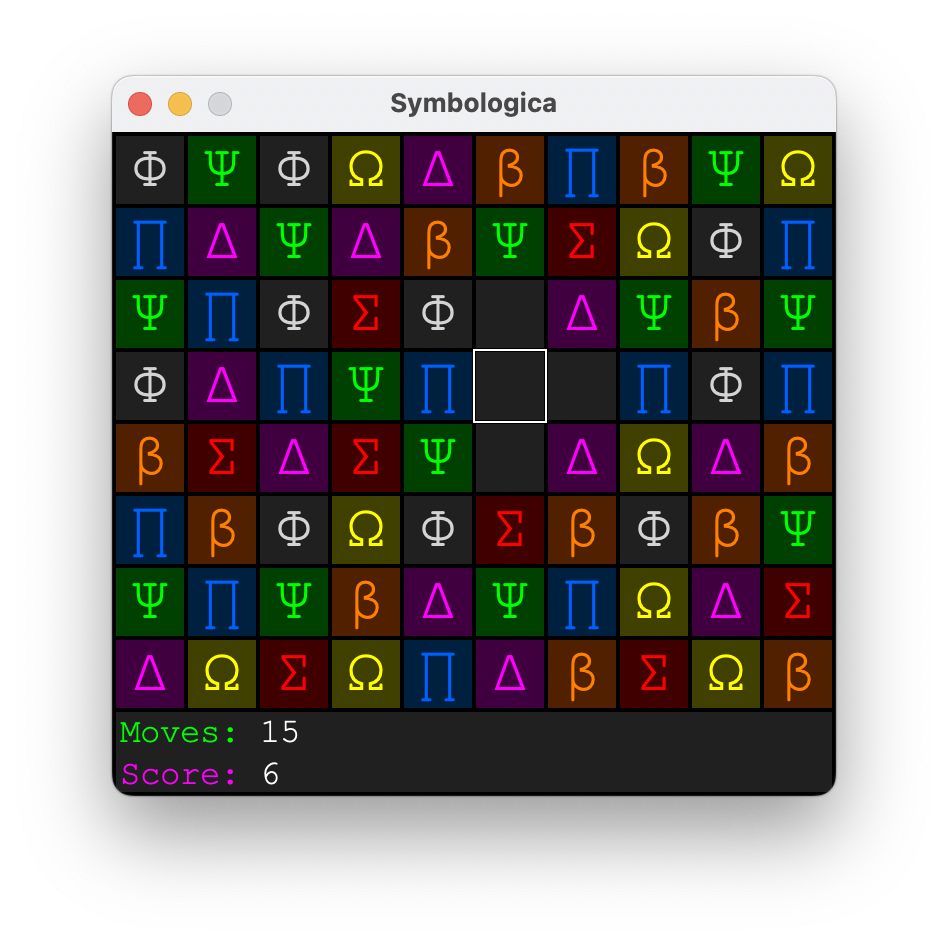 Symbologica
Φ Ψ Φ Ω Δ β Π β Ψ Ω
Π Δ Ψ Δ β Ψ Σ Ω Φ Π
Ψ Π Φ Σ Φ Δ Ψ β Ψ
Φ Δ Π Ψ Π Π Φ Π
β Σ Δ Σ Ψ Δ Ω Δ β
Π β Φ Ω Φ Σ β Φ β Ψ
Ψ Π Ψ β Δ Ψ Π Ω Δ Σ
Δ Ω Σ Ω Π Δ β Σ Ω β
Moves: 15
Score: 6